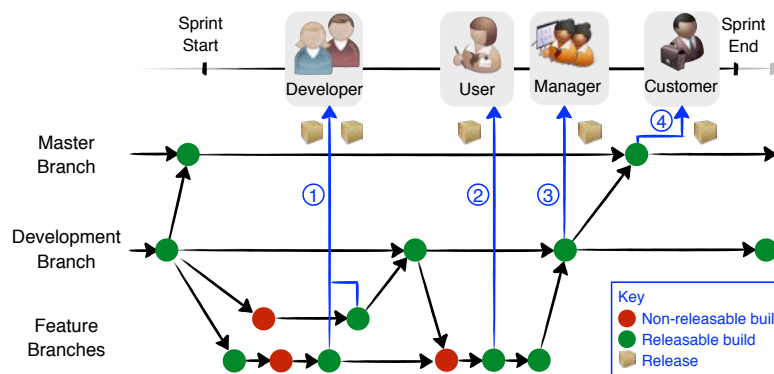 Sprint
Start
Sprint
End
Developer
User
Manager
Customer
4
Master
Branch
1
2
3
Development
Branch
Feature
Branches
Key
Non-releasable build
Releasable build
Release